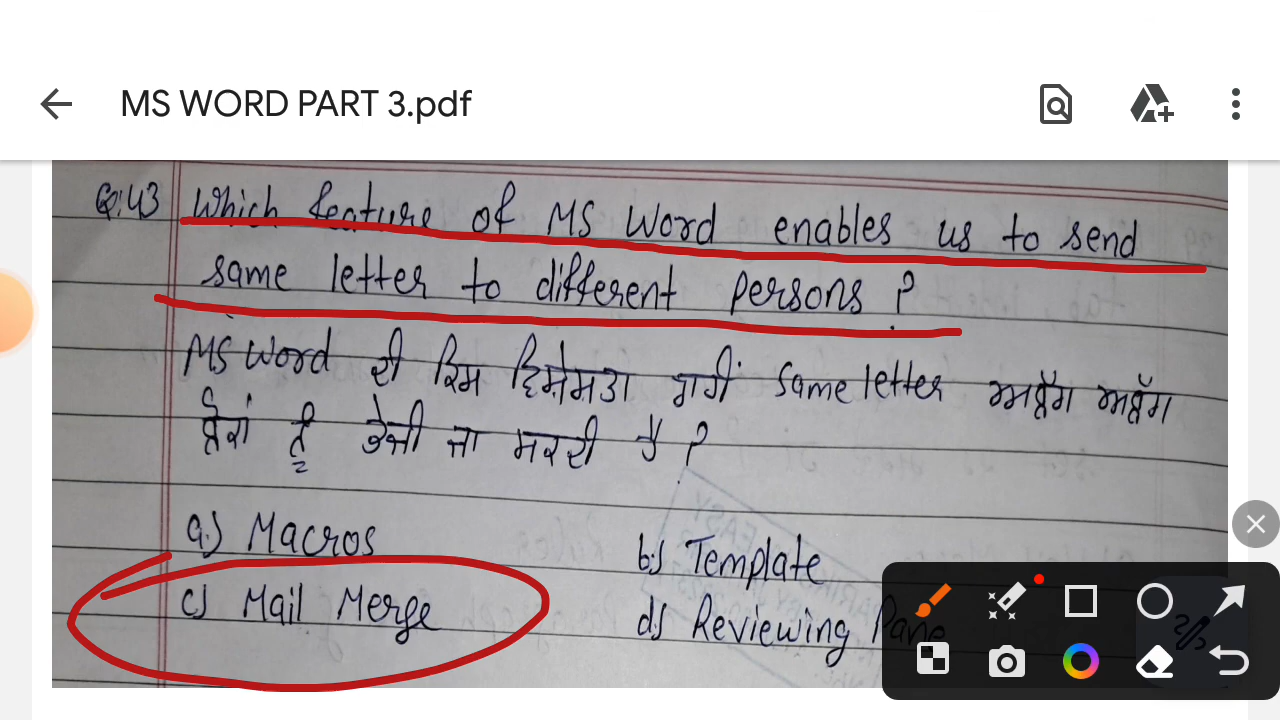 MS WORD PART 3.pdf
Q:43 Which feature of MS Word enables us to send
same letter to different persons ?
MS Word ਦੀ ਕਿਸ ਵਿਸ਼ੇਸਤਾ ਰਾਹੀਂ same letter ਅਲੱਗ ਅਲੱਗ
ਲੋਕਾਂ ਨੂੰ ਭੇਜੀ ਜਾ ਸਕਦੀ ਹੈ ?
a.) Macros
b.) Template
c) Mail Merge
d.) Reviewing Pane